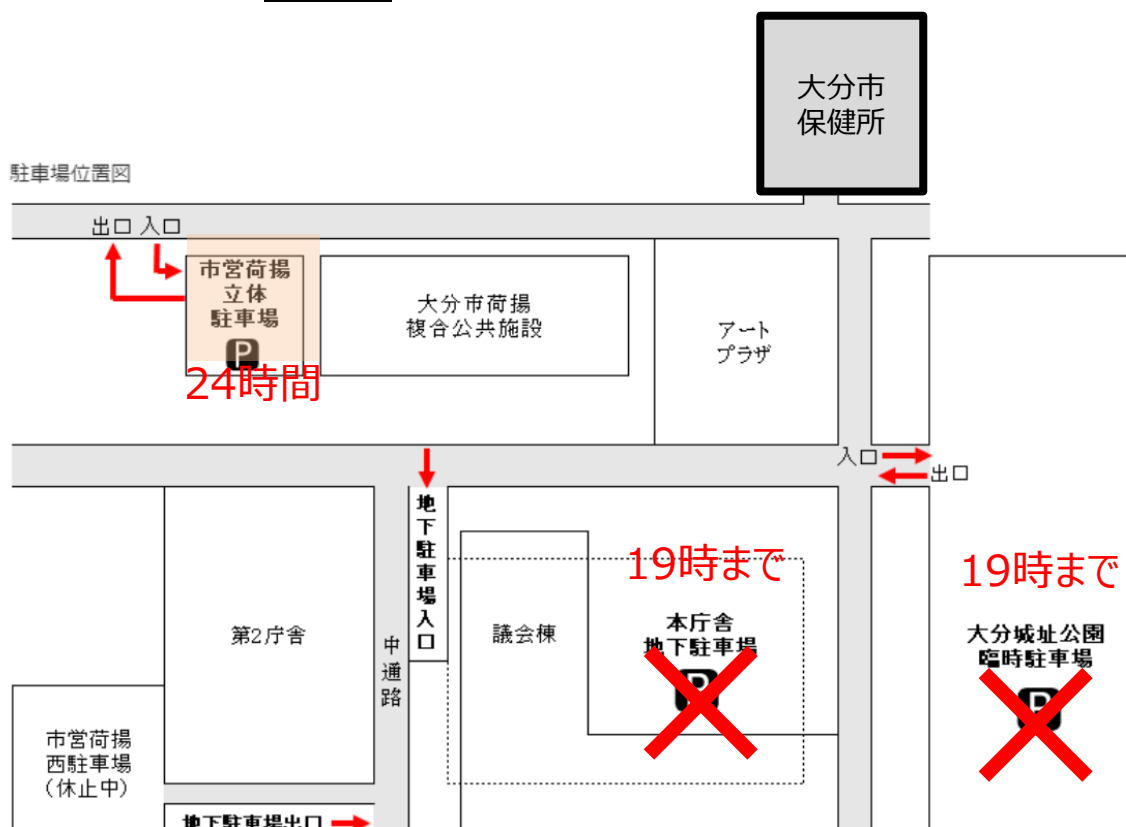 大分市
保健所
駐車場位置図
出口 入口
市営荷揚
立体
駐車場
P
24時間
大分市荷揚
複合公共施設
アート
プラザ
入口
出口
地下駐車場入口
19時まで
19時まで
第2庁舎
中通路
議会棟
本庁舎
地下駐車場
P
大分城址公園
臨時駐車場
P
市営荷揚
西駐車場
(休止中)
地下駐車場出口